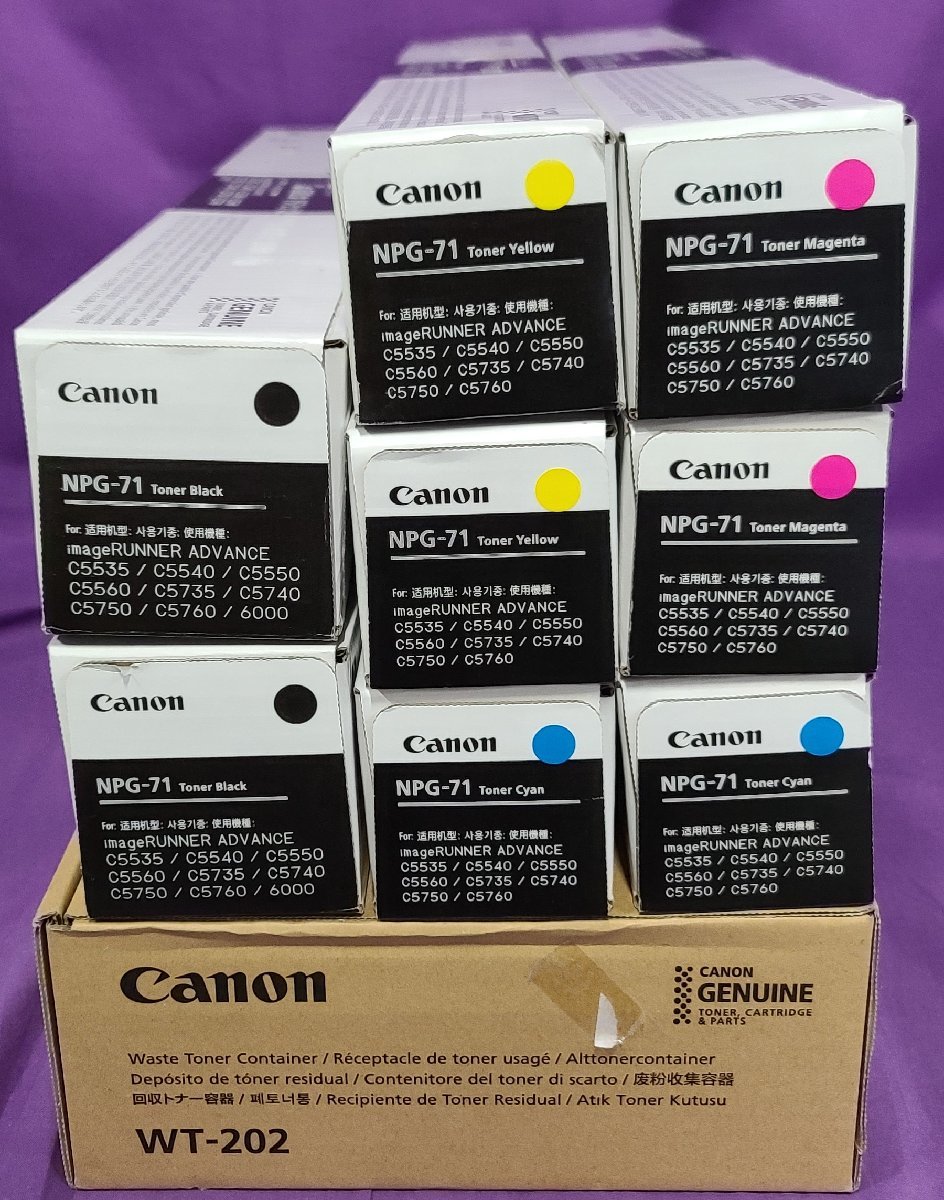 Canon
NPG-71 Toner Yellow
For: 适用机型: 사용기종: 使用機種:
imageRUNNER ADVANCE
C5535 / C5540 / C5550
C5560 / C5735 / C5740
C5750 / C5760
Canon
NPG-71 Toner Magenta
For: 适用机型: 사용기종: 使用機種:
imageRUNNER ADVANCE
C5535 / C5540 / C5550
C5560 / C5735 / C5740
C5750 / C5760
GENUINE
Canon
NPG-71 Toner Black
For: 适用机型: 사용기종: 使用機種:
imageRUNNER ADVANCE
C5535 / C5540 / C5550
C5560 / C5735 / C5740
C5750 / C5760 / 6000
Canon
NPG-71 Toner Yellow
For: 适用机型: 사용기종: 使用機種:
imageRUNNER ADVANCE
C5535 / C5540 / C5550
C5560 / C5735 / C5740
C5750 / C5760
Canon
NPG-71 Toner Magenta
For: 适用机型: 사용기종: 使用機種:
imageRUNNER ADVANCE
C5535 / C5540 / C5550
C5560 / C5735 / C5740
C5750 / C5760
Canon
NPG-71 Toner Black
For: 适用机型: 사용기종: 使用機種:
imageRUNNER ADVANCE
C5535 / C5540 / C5550
C5560 / C5735 / C5740
C5750 / C5760 / 6000
Canon
NPG-71 Toner Cyan
For: 适用机型: 사용기종: 使用機種:
imageRUNNER ADVANCE
C5535 / C5540 / C5550
C5560 / C5735 / C5740
C5750 / C5760
Canon
NPG-71 Toner Cyan
For: 适用机型: 사용기종: 使用機種:
imageRUNNER ADVANCE
C5535 / C5540 / C5550
C5560 / C5735 / C5740
C5750 / C5760
Canon
CANON
GENUINE
TONER, CARTRIDGE
& PARTS
Waste Toner Container / Réceptacle de toner usagé / Alttonercontainer
Depósito de tóner residual / Contenitore del toner di scarto / 废粉收集容器
回収トナー容器 / 폐토너통 / Recipiente de Toner Residual / Atık Toner Kutusu
WT-202